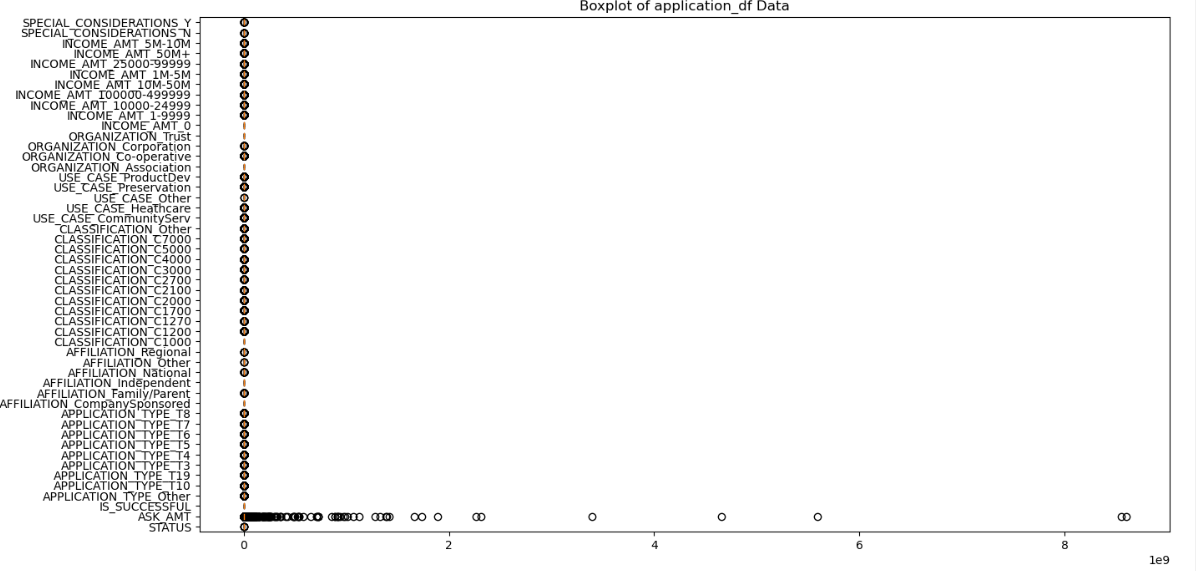 Boxplot of application_df Data
SPECIAL_CONSIDERATIONS_Y
SPECIAL_CONSIDERATIONS_N
INCOME_AMT_5M-10M
INCOME_AMT_50M+
INCOME_AMT_25000-99999
INCOME_AMT_1M-5M
INCOME_AMT_10M-50M
INCOME_AMT_100000-499999
INCOME_AMT_10000-24999
INCOME_AMT_1-9999
INCOME_AMT_0
ORGANIZATION_Trust
ORGANIZATION_Corporation
ORGANIZATION_Co-operative
ORGANIZATION_Association
USE_CASE_ProductDev
USE_CASE_Preservation
USE_CASE_Other
USE_CASE_Heathcare
USE_CASE_CommunityServ
CLASSIFICATION_Other
CLASSIFICATION_C7000
CLASSIFICATION_C5000
CLASSIFICATION_C4000
CLASSIFICATION_C3000
CLASSIFICATION_C2700
CLASSIFICATION_C2100
CLASSIFICATION_C2000
CLASSIFICATION_C1700
CLASSIFICATION_C1270
CLASSIFICATION_C1200
CLASSIFICATION_C1000
AFFILIATION_Regional
AFFILIATION_Other
AFFILIATION_National
AFFILIATION_Independent
AFFILIATION_Family/Parent
AFFILIATION_CompanySponsored
APPLICATION_TYPE_T8
APPLICATION_TYPE_T7
APPLICATION_TYPE_T6
APPLICATION_TYPE_T5
APPLICATION_TYPE_T4
APPLICATION_TYPE_T3
APPLICATION_TYPE_T19
APPLICATION_TYPE_T10
APPLICATION_TYPE_Other
IS_SUCCESSFUL
ASK_AMT
STATUS
0 2 4 6 8
1e9